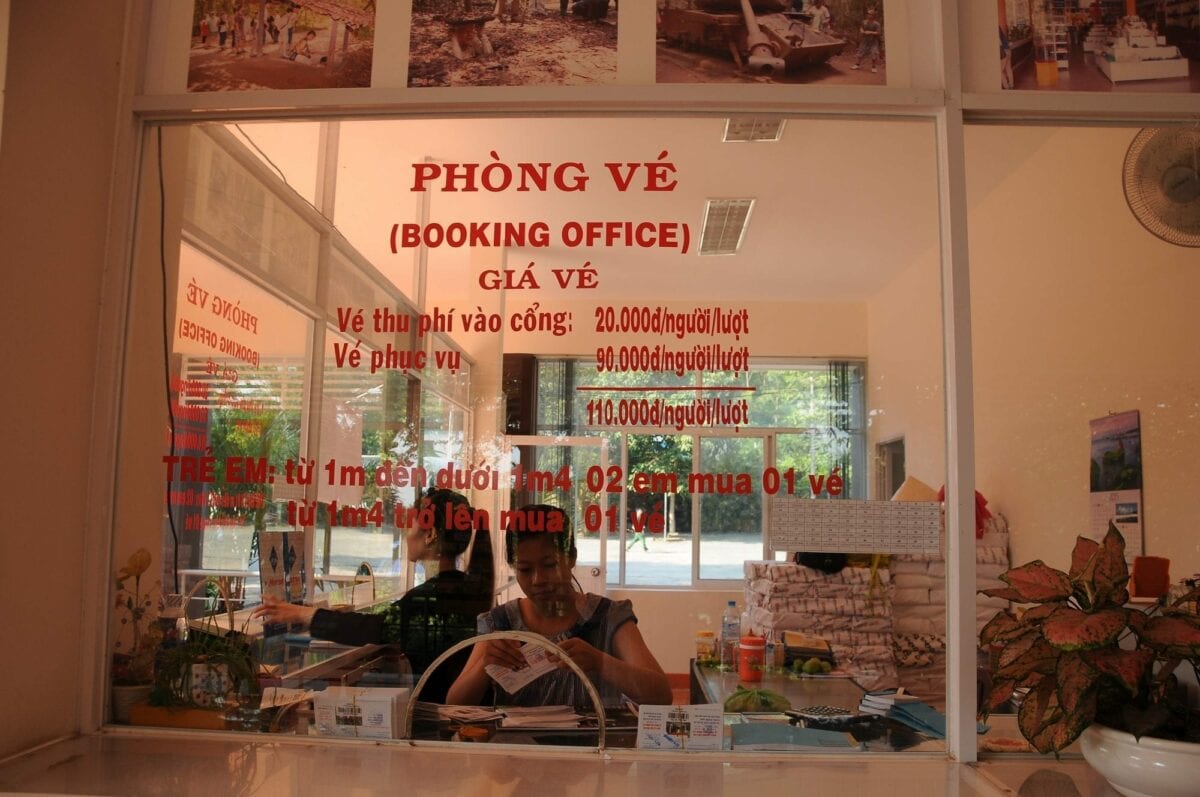 PHÒNG VÉ
(BOOKING OFFICE)
GIÁ VÉ
Vé thu phí vào cổng: 20.000đ/người/lượt
Vé phục vụ 90.000đ/người/lượt
110.000đ/người/lượt
TRẺ EM: từ 1m đến dưới 1m4 02 em mua 01 vé
từ 1m4 trở lên mua 01 vé
PHÒNG VÉ
(BOOKING OFFICE)
GIÁ VÉ